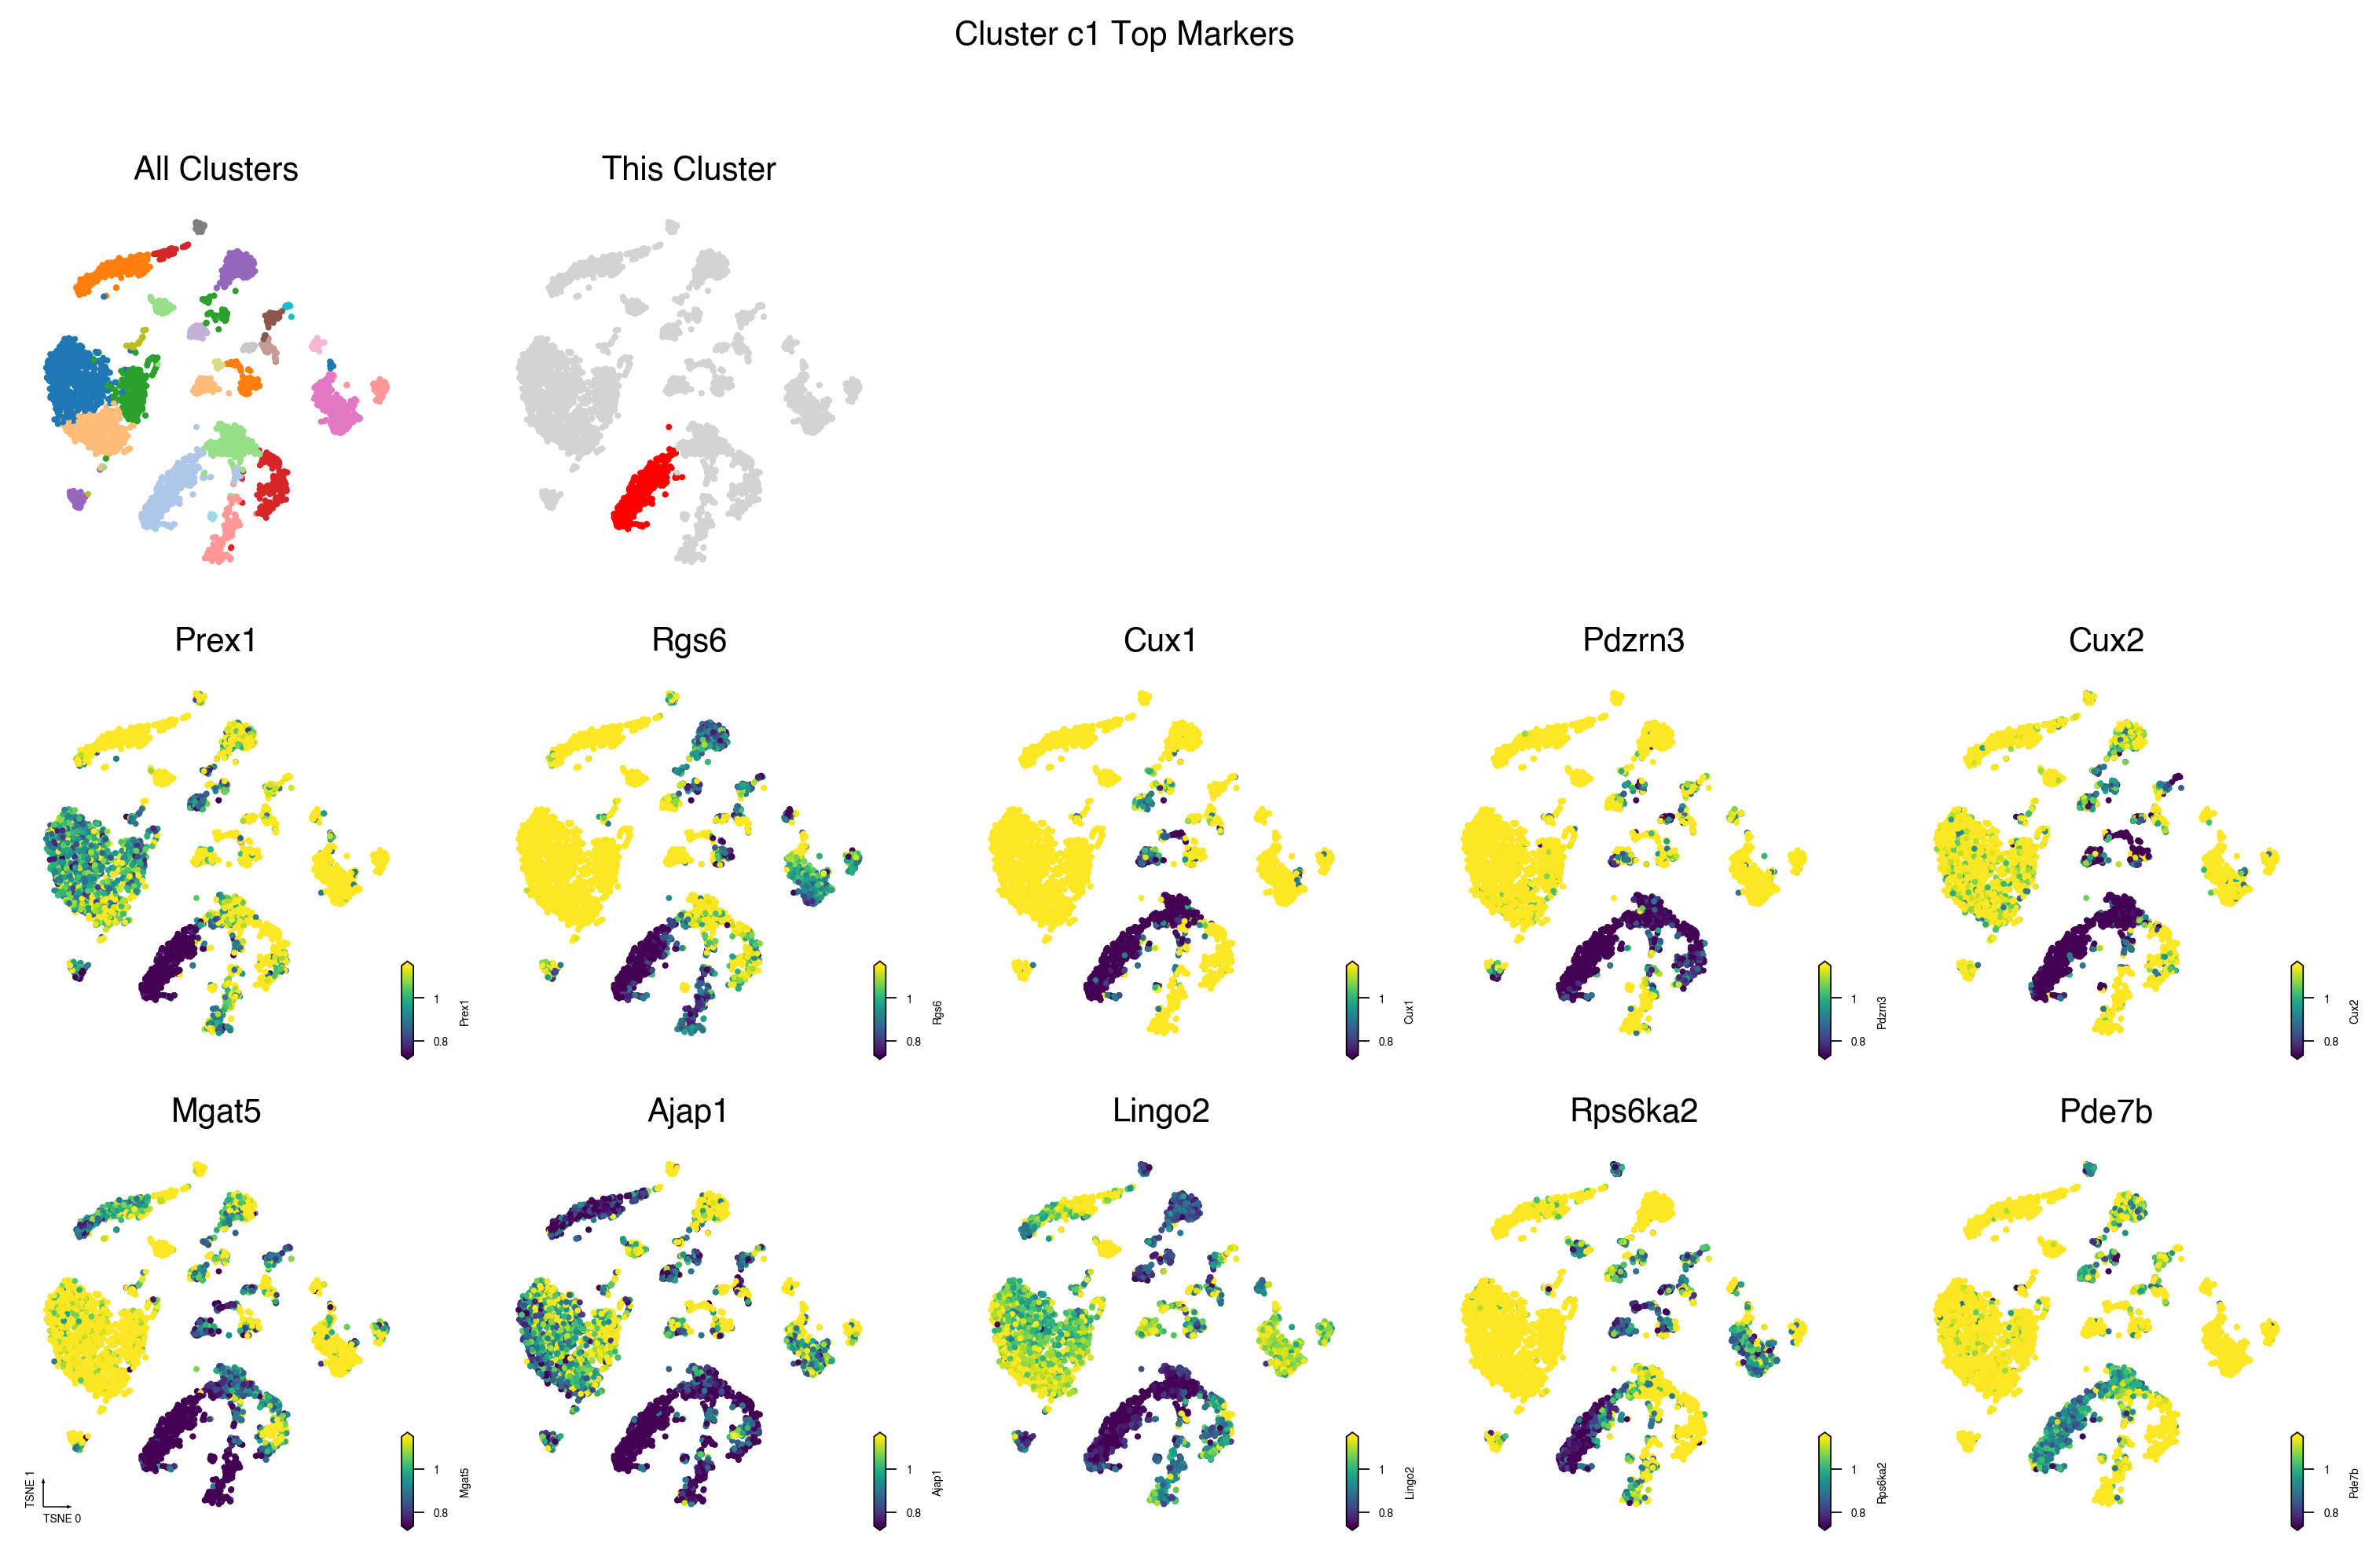 Cluster c1 Top Markers
All Clusters
This Cluster
Prex1
Rgs6
Cux1
Pdzrn3
Cux2
1
0.8
Prex1
1
0.8
Rgs6
1
0.8
Cux1
1
0.8
Pdzrn3
1
0.8
Cux2
Mgat5
Ajap1
Lingo2
Rps6ka2
Pde7b
TSNE 1
TSNE 0
1
0.8
Mgat5
1
0.8
Ajap1
1
0.8
Lingo2
1
0.8
Rps6ka2
1
0.8
Pde7b